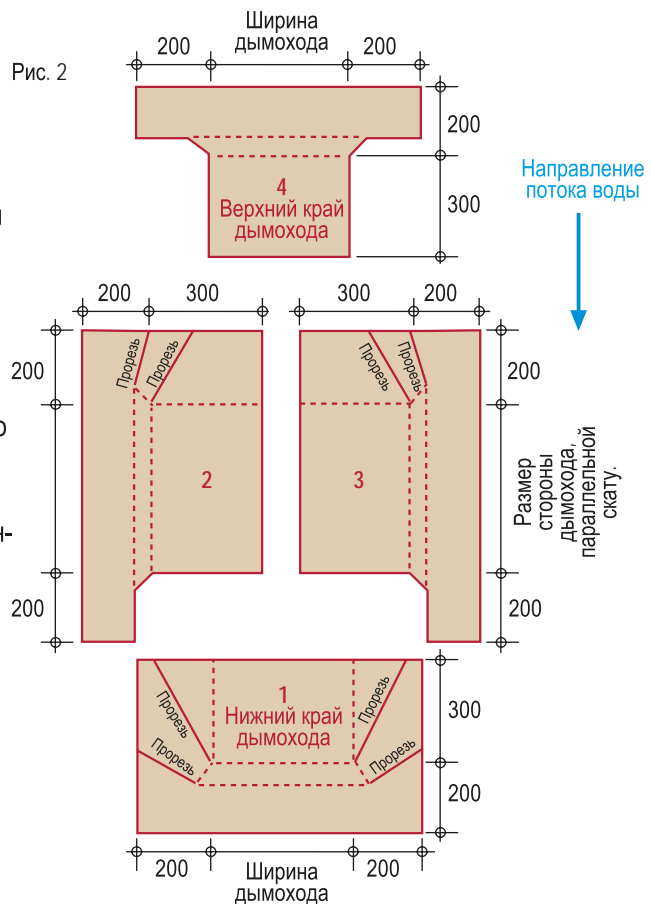 Рис. 2
Ширина
дымохода
200
200
200
300
4
Верхний край
дымохода
Направление
потока воды
200
300
300
200
200
200
200
200
Прорезь
Прорезь
Прорезь
Прорезь
2
3
Размер
стороны
дымохода,
параллельной
скату.
1
Нижний край
дымохода
Прорезь
Прорезь
Прорезь
Прорезь
300
200
200
Ширина
дымохода
200